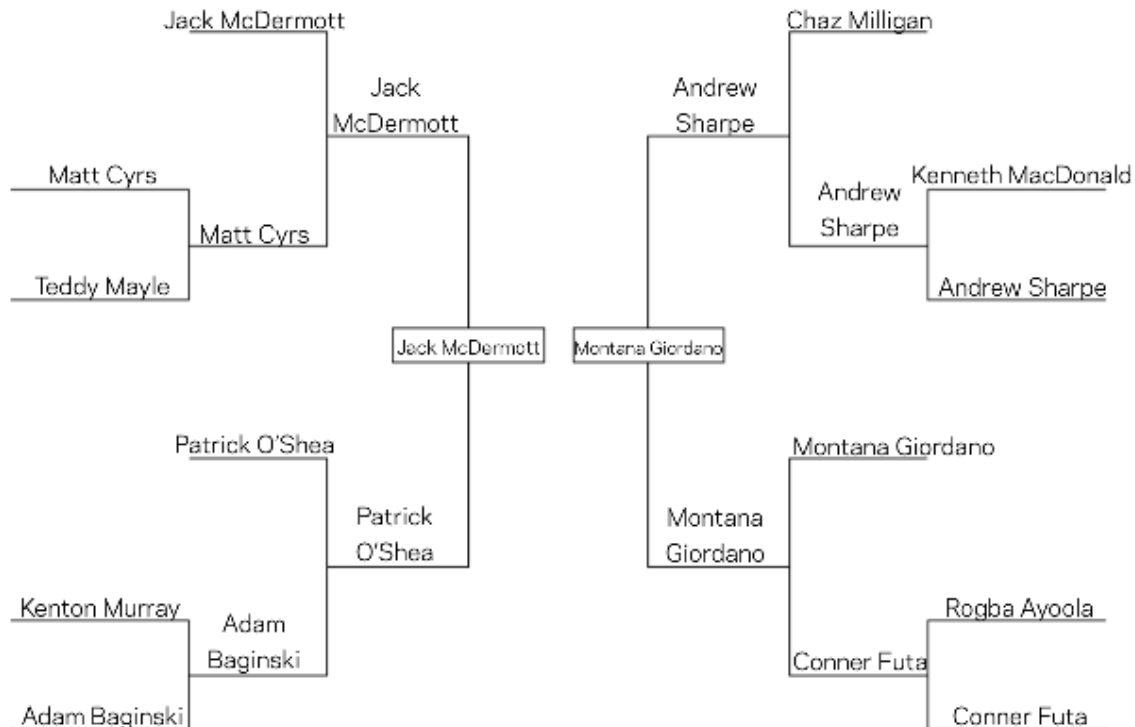 Jack McDermott
Chaz Milligan
Jack
McDermott
Andrew
Sharpe
Matt Cyrs
Kenneth MacDonald
Matt Cyrs
Andrew
Sharpe
Teddy Mayle
Andrew Sharpe
Jack McDermott
Montana Giordano
Patrick O'Shea
Montana Giordano
Patrick
O'Shea
Montana
Giordano
Kenton Murray
Rogba Ayoola
Adam
Baginski
Conner Futa
Adam Baginski
Conner Futa